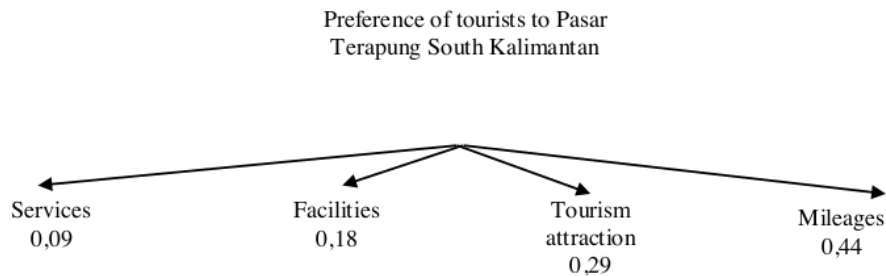 Preference of tourists to Pasar
Terapung South Kalimantan
Services
0,09
Facilities
0,18
Tourism
attraction
0,29
Mileages
0,44